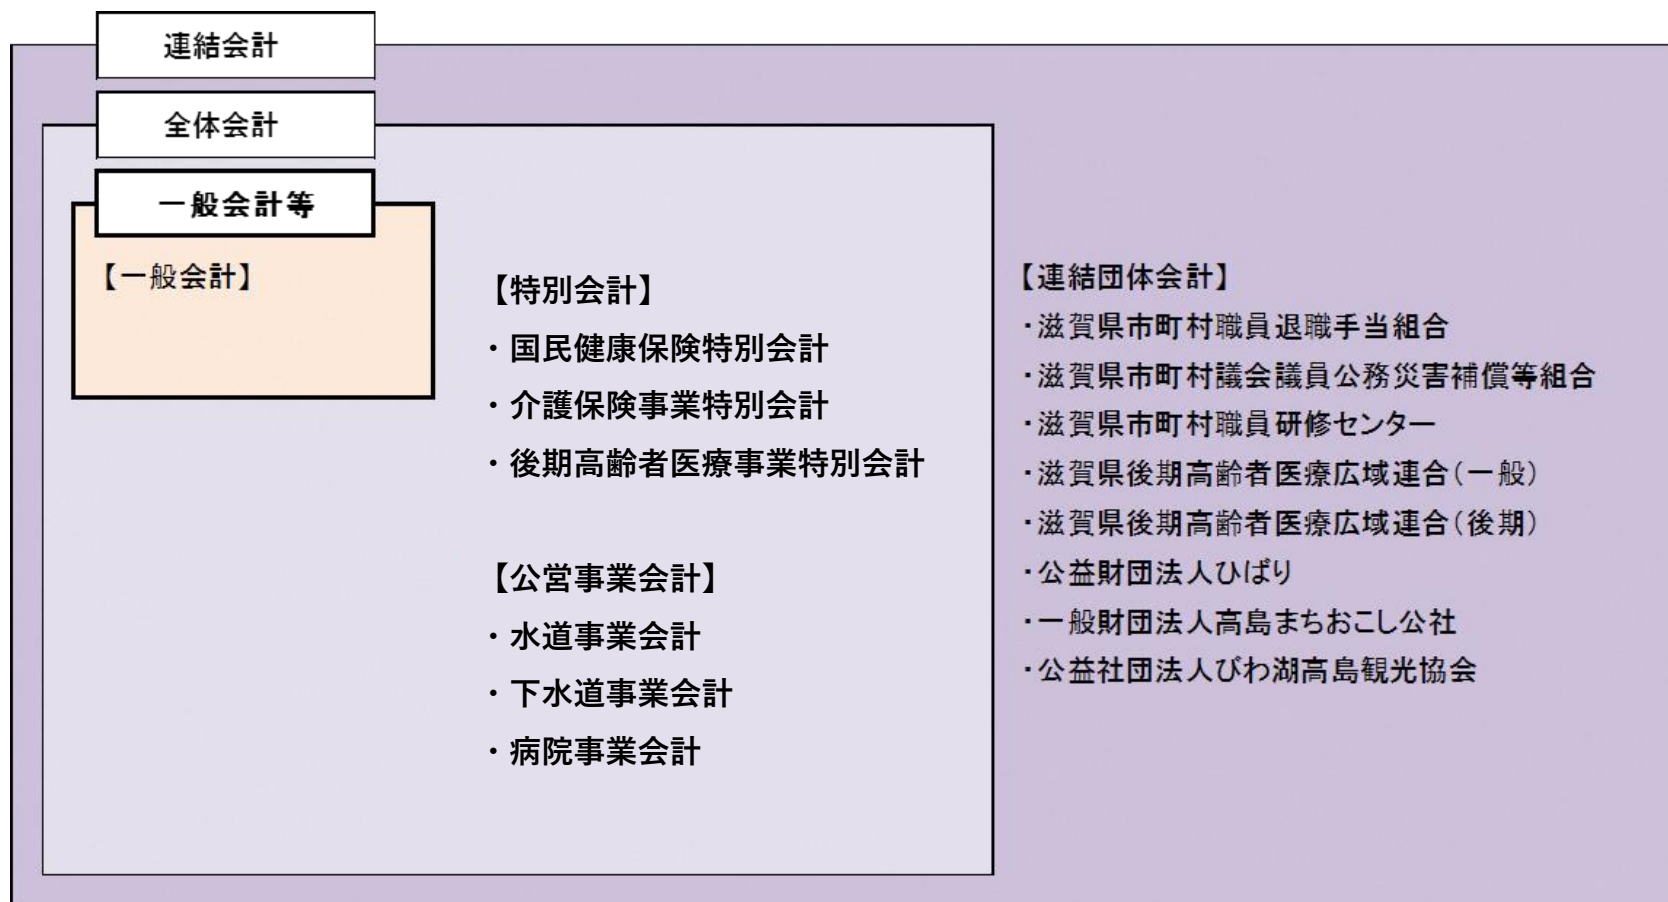 連結会計
全体会計
一般会計等
【一般会計】
【特別会計】
・国民健康保険特別会計
・介護保険事業特別会計
・後期高齢者医療事業特別会計
【公営事業会計】
・水道事業会計
・下水道事業会計
・病院事業会計
【連結団体会計】
・滋賀県市町村職員退職手当組合
・滋賀県市町村議会議員公務災害補償等組合
・滋賀県市町村職員研修センター
・滋賀県後期高齢者医療広域連合(一般)
・滋賀県後期高齢者医療広域連合(後期)
・公益財団法人ひばり
・一般財団法人高島まちおこし公社
・公益社団法人びわ湖高島観光協会